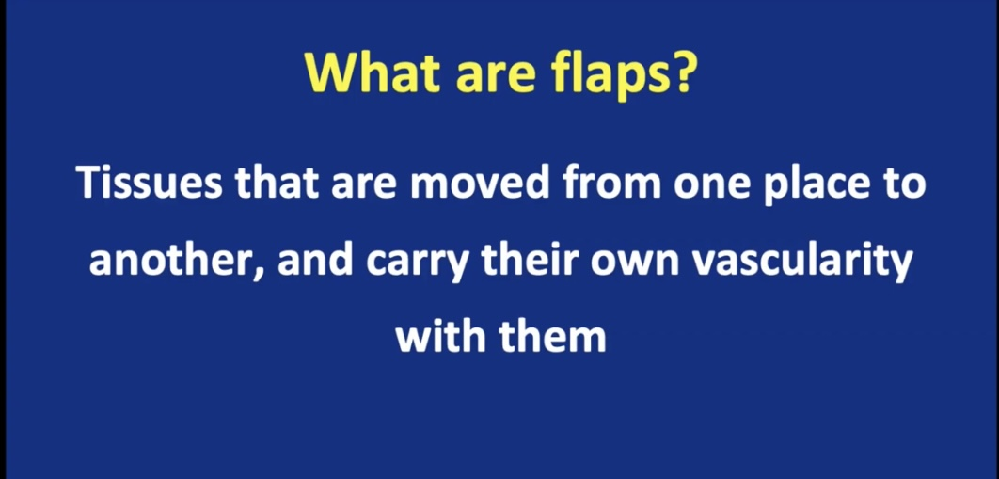 What are flaps?
Tissues that are moved from one place to
another, and carry their own vascularity
with them